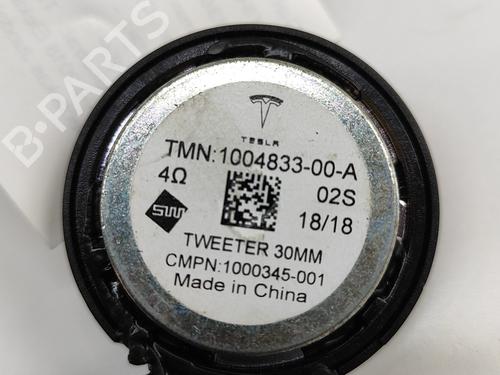 B-PARTS
TESLA
TMN:1004833-00-A
4Ω
02S
18/18
SW
TWEETER 30MM
CMPN:1000345-001
Made in China